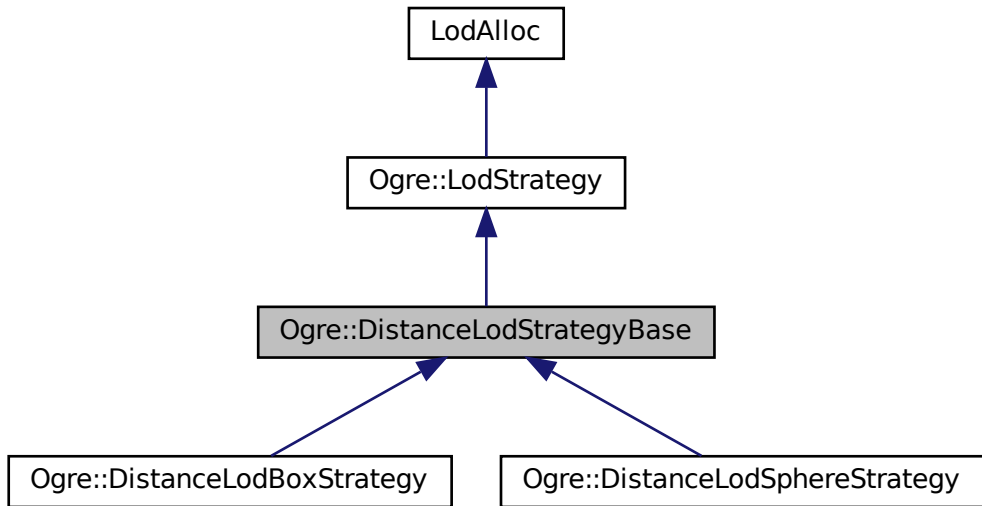 LodAlloc
Ogre::LodStrategy
Ogre::DistanceLodStrategyBase
Ogre::DistanceLodBoxStrategy
Ogre::DistanceLodSphereStrategy